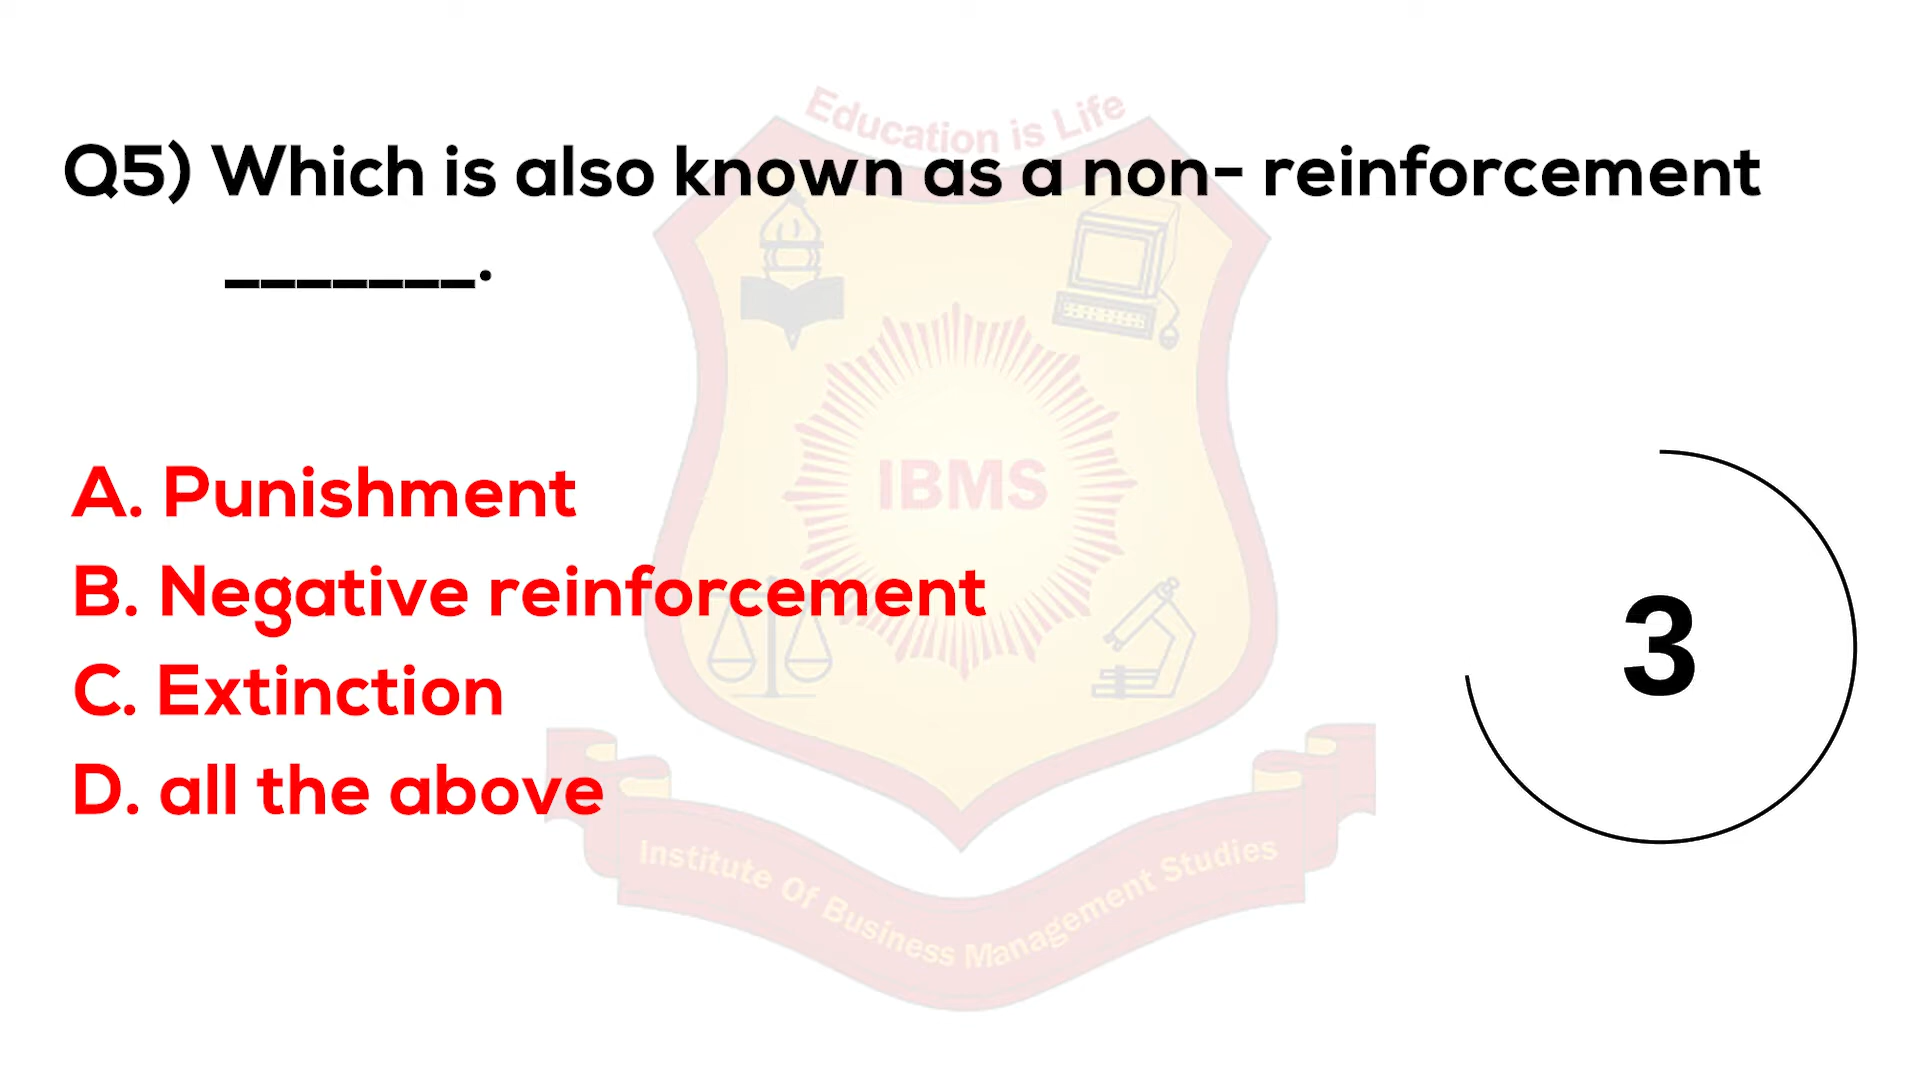 Education is Life
Q5) Which is also known as a non- reinforcement
_______.
IBMS
A. Punishment
B. Negative reinforcement
C. Extinction
D. all the above
3
Institute Of Business Management Studies